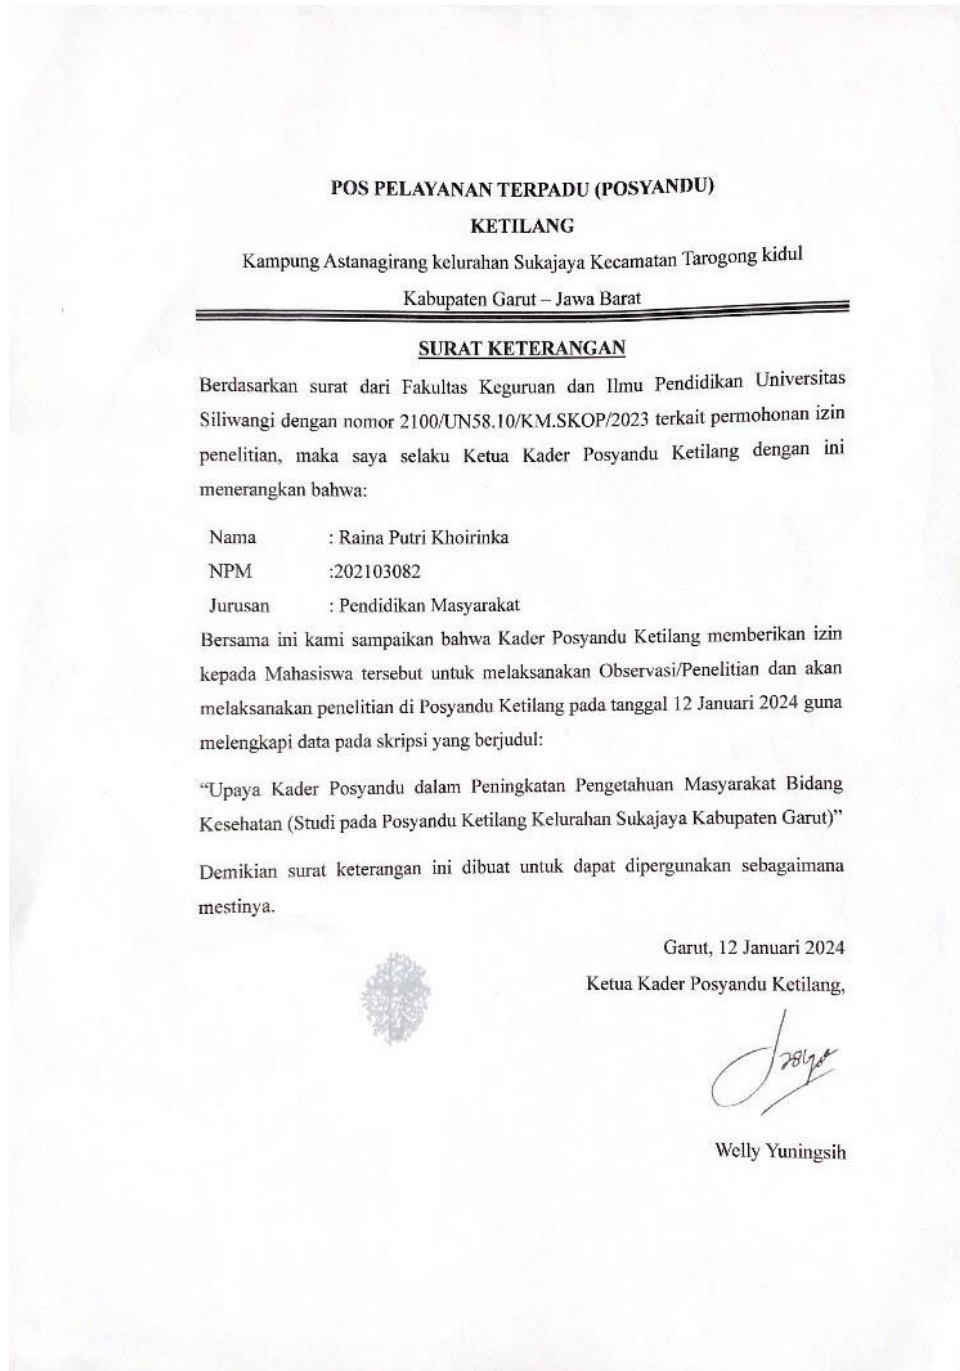 POS PELAYANAN TERPADU (POSYANDU)
KETILANG
Kampung Astanagirang kelurahan Sukajaya Kecamatan Tarogong kidul
Kabupaten Garut – Jawa Barat
SURAT KETERANGAN
Berdasarkan surat dari Fakultas Keguruan dan Ilmu Pendidikan Universitas
Siliwangi dengan nomor 2100/UN58.10/KM.SKOP/2023 terkait permohonan izin
penelitian, maka saya selaku Ketua Kader Posyandu Ketilang dengan ini
menerangkan bahwa:
Nama : Raina Putri Khoirinka
NPM :202103082
Jurusan : Pendidikan Masyarakat
Bersama ini kami sampaikan bahwa Kader Posyandu Ketilang memberikan izin
kepada Mahasiswa tersebut untuk melaksanakan Observasi/Penelitian dan akan
melaksanakan penelitian di Posyandu Ketilang pada tanggal 12 Januari 2024 guna
melengkapi data pada skripsi yang berjudul:
“Upaya Kader Posyandu dalam Peningkatan Pengetahuan Masyarakat Bidang
Kesehatan (Studi pada Posyandu Ketilang Kelurahan Sukajaya Kabupaten Garut)”
Demikian surat keterangan ini dibuat untuk dapat dipergunakan sebagaimana
mestinya.
Garut, 12 Januari 2024
Ketua Kader Posyandu Ketilang,
Welly Yuningsih